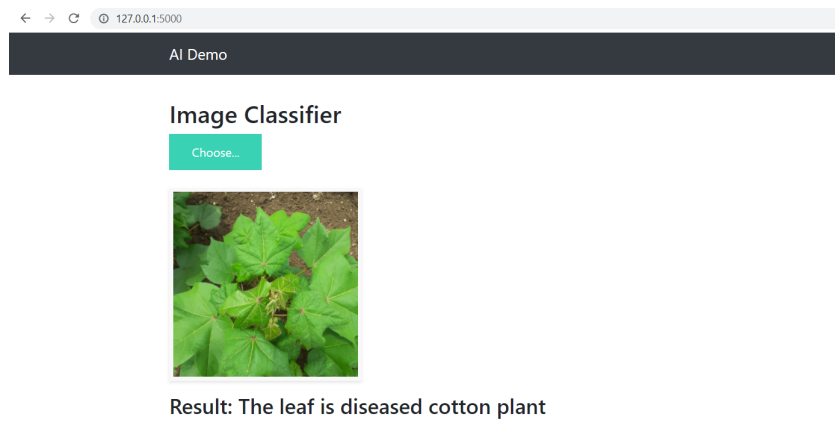 127.0.0.1:5000
AI Demo
Image Classifier
Choose...
Result: The leaf is diseased cotton plant